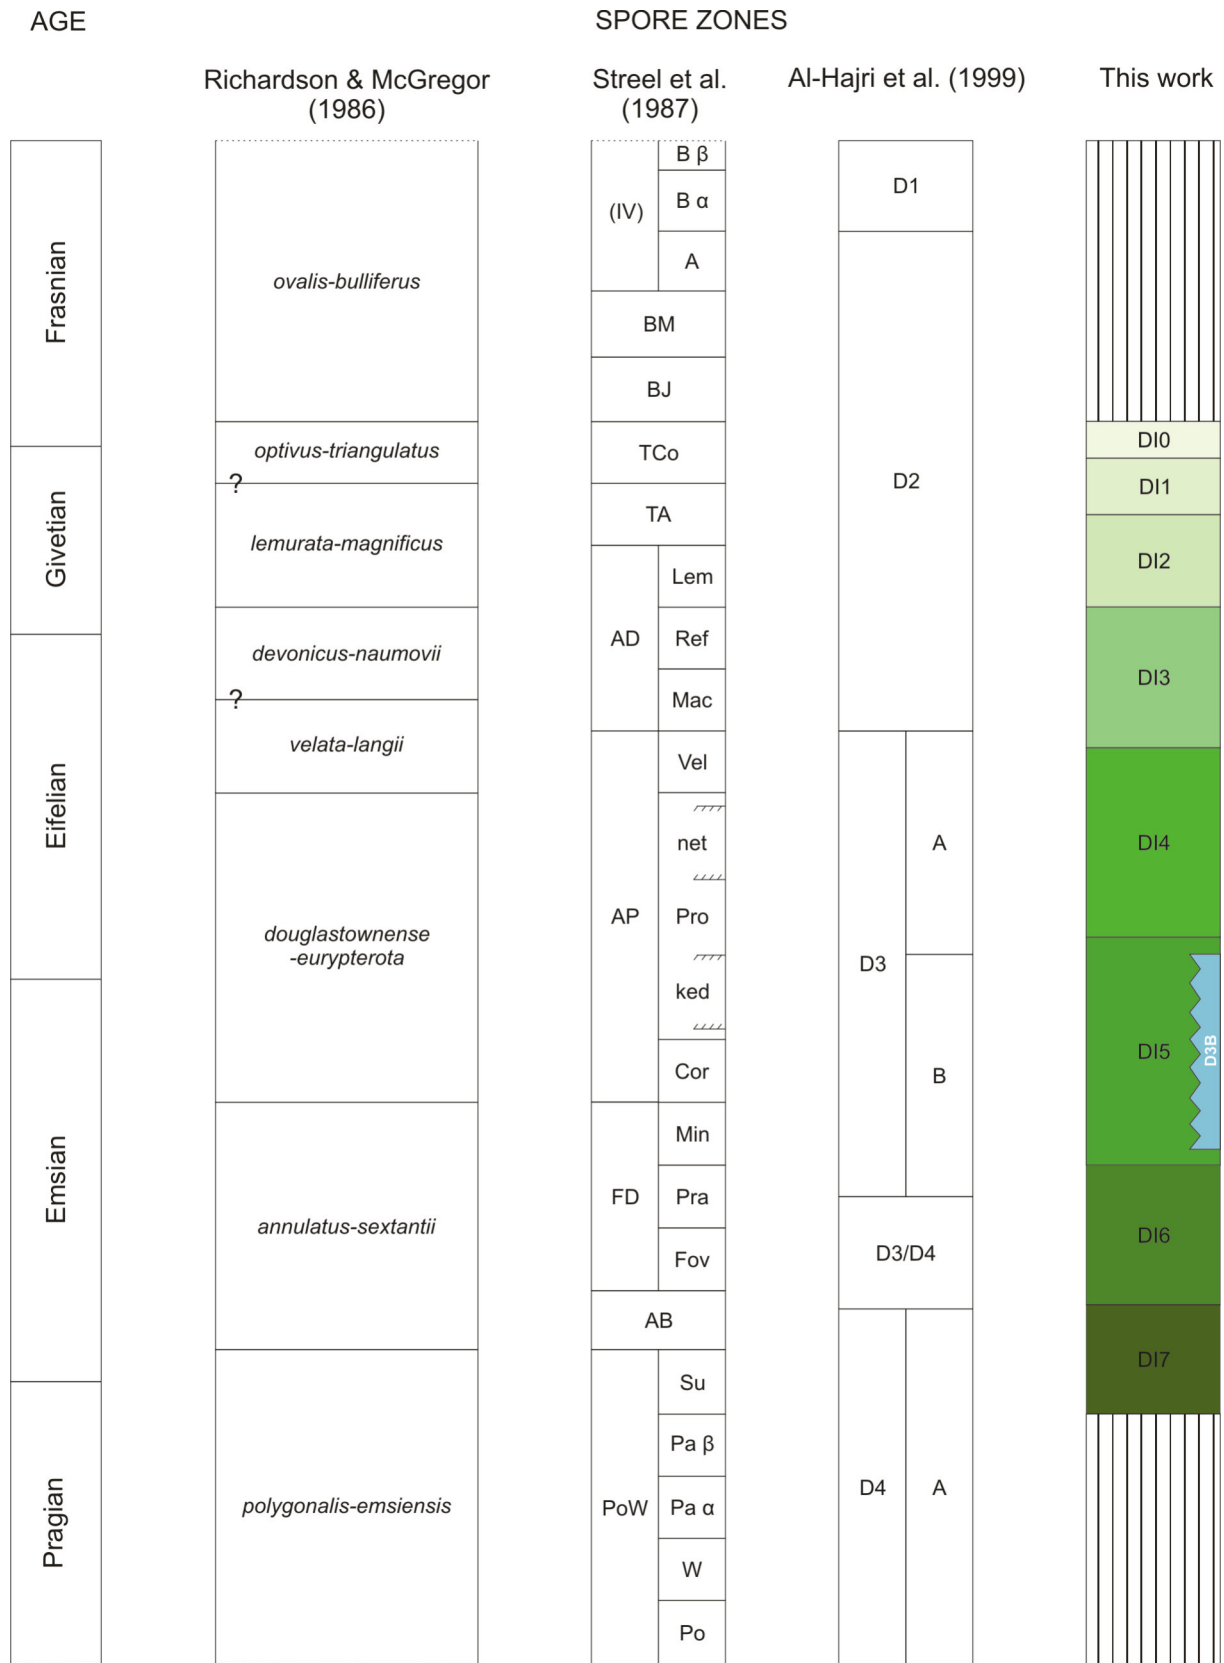 AGE
SPORE ZONES
Richardson & McGregor
(1986)
Streel et al.
(1987)
Al-Hajri et al. (1999)
This work
Frasnian
Givetian
Eifelian
Emsian
Pragian
ovalis-bulliferus
optivus-triangulatus
?
lemurata-magnificus
devonicus-naumovii
?
velata-langii
douglastownense
-eurypterota
annulatus-sextantii
polygonalis-emsiensis
(IV)
B β
B α
A
BM
BJ
TCo
TA
AD
Lem
Ref
Mac
AP
Vel
net
Pro
ked
Cor
FD
Min
Pra
Fov
AB
PoW
Su
Pa β
Pa α
W
Po
D1
D2
D3
A
B
D3/D4
D4
A
DI0
DI1
DI2
DI3
DI4
DI5
D3B
DI6
DI7